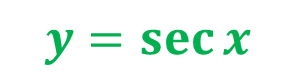 y = sec x